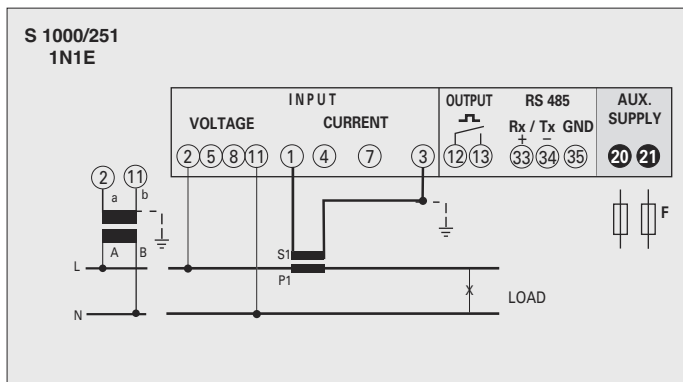 S 1000/251
1N1E
INPUT
VOLTAGE CURRENT
2 5 8 11 1 4 7 3
OUTPUT
12 13
RS 485
Rx / Tx GND
+ −
33 34 35
AUX.
SUPPLY
20 21
F
2 11
a b
A B
S1
P1
L
N
X
LOAD